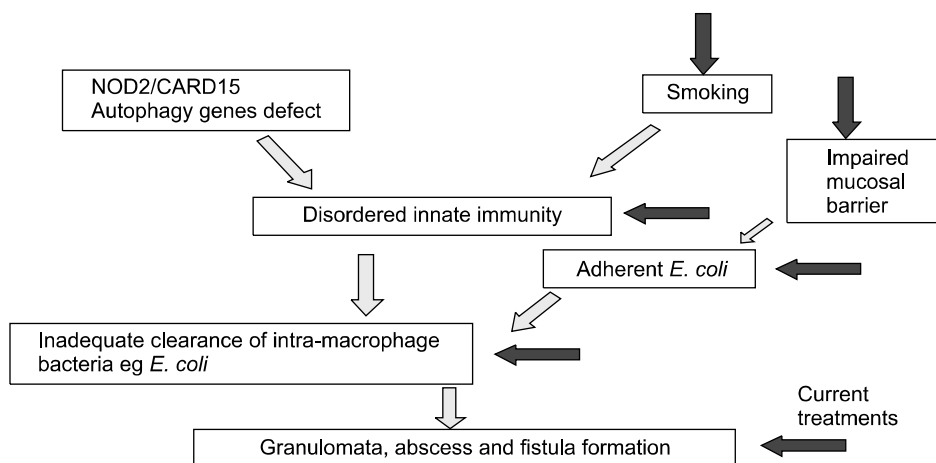 NOD2/CARD15
Autophagy genes defect
Smoking
Impaired
mucosal
barrier
Disordered innate immunity
Adherent E. coli
Inadequate clearance of intra-macrophage
bacteria eg E. coli
Current
treatments
Granulomata, abscess and fistula formation